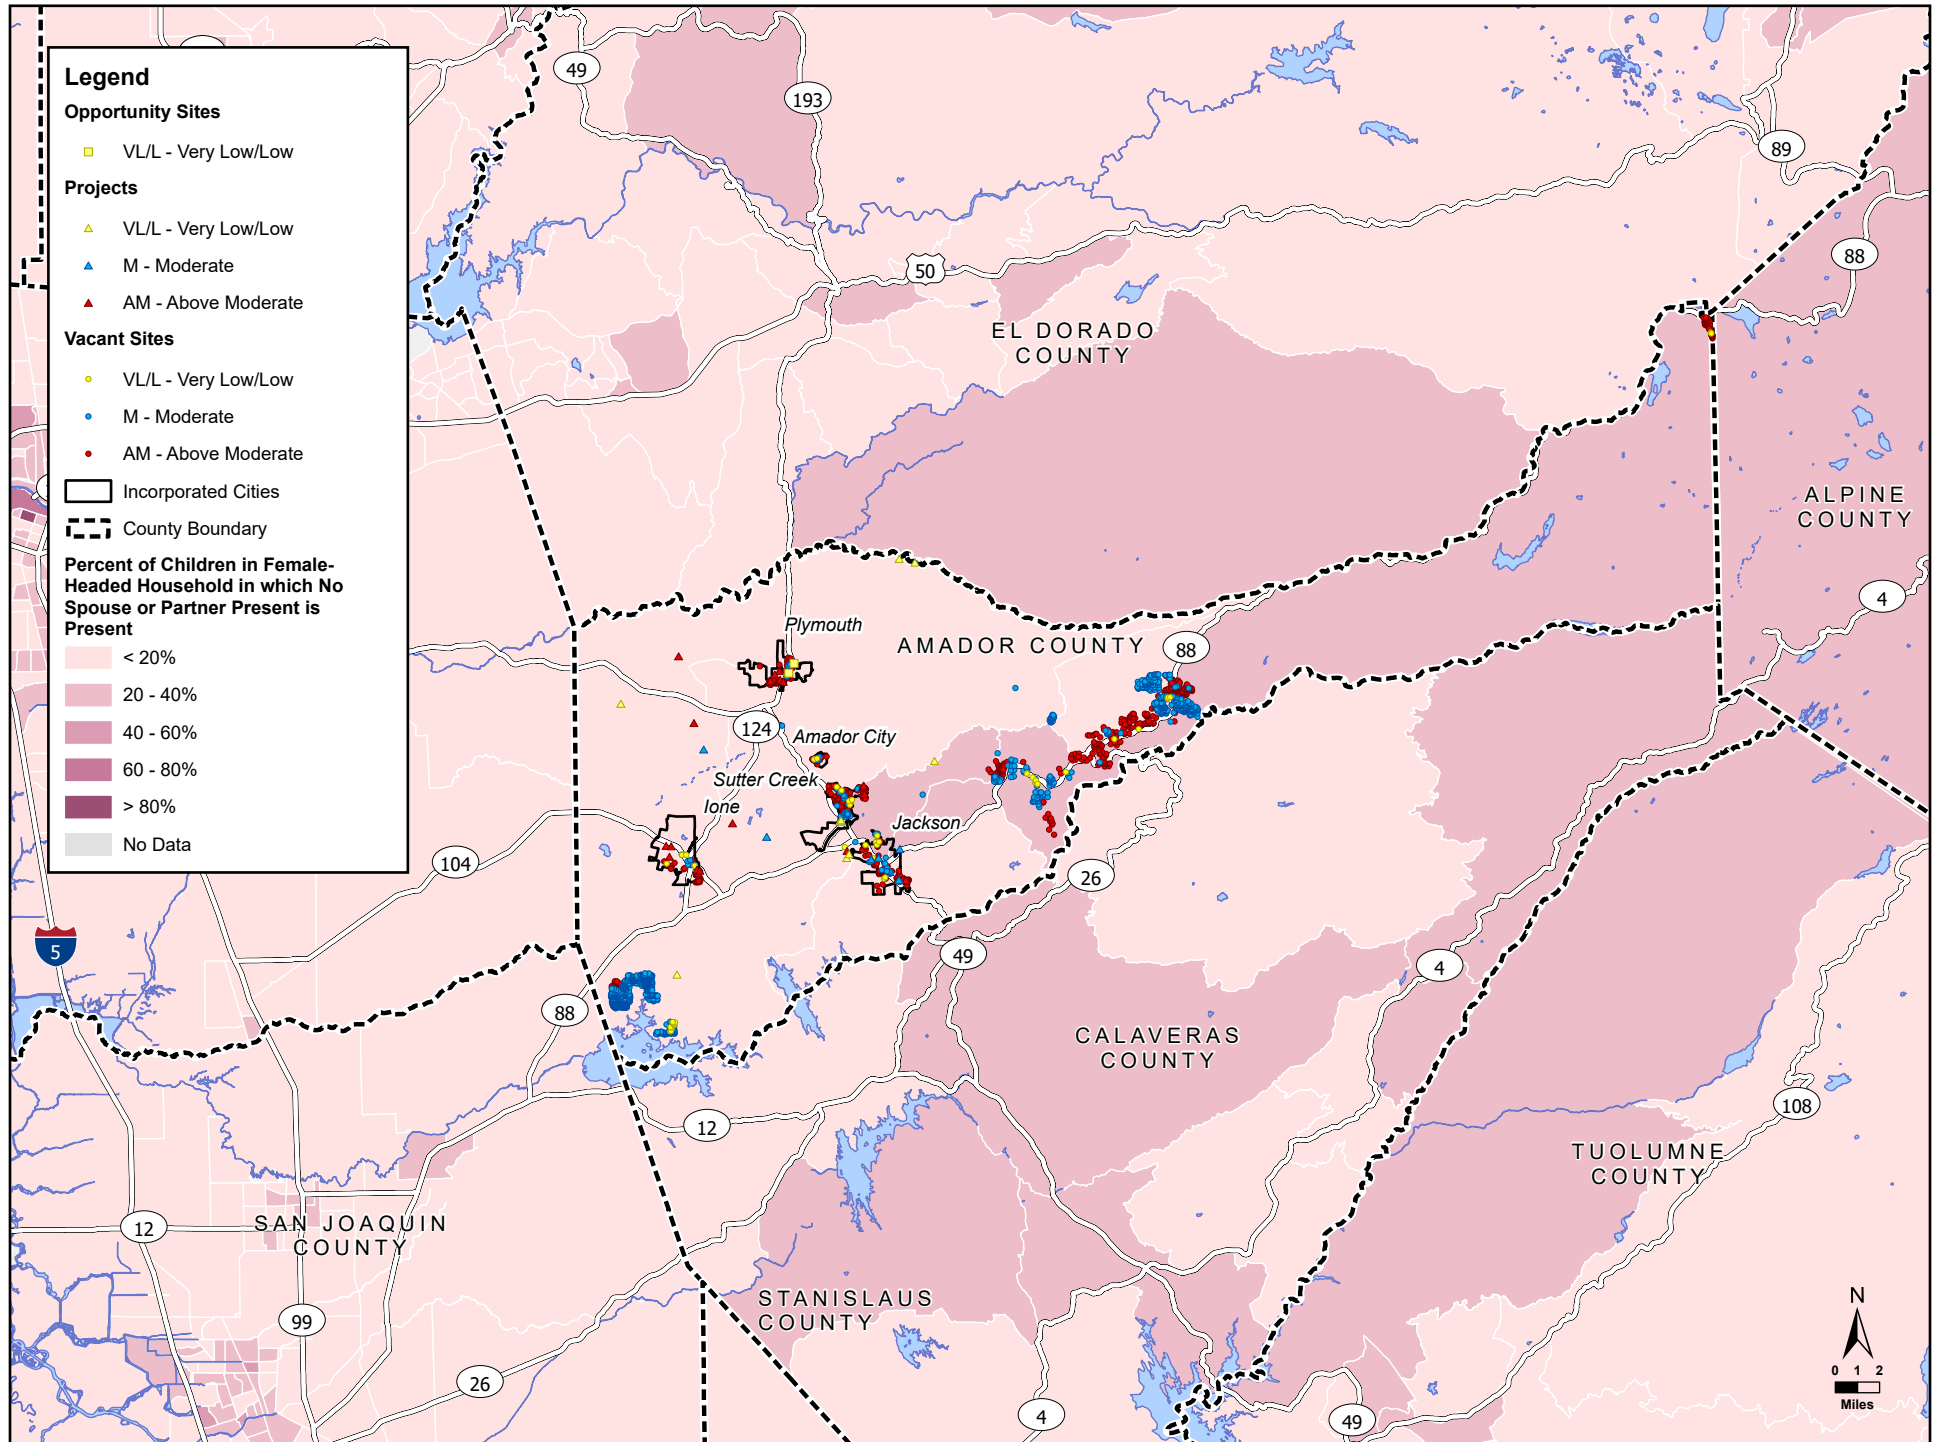 Legend
Opportunity Sites
VL/L - Very Low/Low
Projects
VL/L - Very Low/Low
M - Moderate
AM - Above Moderate
Vacant Sites
VL/L - Very Low/Low
M - Moderate
AM - Above Moderate
Incorporated Cities
County Boundary
Percent of Children in Female-
Headed Household in which No
Spouse or Partner Present is
Present
< 20%
20 - 40%
40 - 60%
60 - 80%
> 80%
No Data
49
193
89
88
50
EL DORADO
COUNTY
ALPINE
COUNTY
4
Plymouth
AMADOR COUNTY
88
124
Amador City
Sutter Creek
Ione
Jackson
104
26
5
49
4
88
CALAVERAS
COUNTY
108
12
TUOLUMNE
COUNTY
12
SAN JOAQUIN
COUNTY
STANISLAUS
COUNTY
99
26
4
49
N
0 1 2
Miles